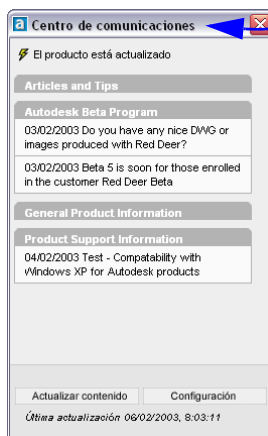 a Centro de comunicaciones
El producto está actualizado
Articles and Tips
Autodesk Beta Program
03/02/2003 Do you have any nice DWG or
images produced with Red Deer?
03/02/2003 Beta 5 is soon for those enrolled
in the customer Red Deer Beta
General Product Information
Product Support Information
04/02/2003 Test - Compatability with
Windows XP for Autodesk products
Actualizar contenido Configuración
Última actualización 06/02/2003, 8:03:11